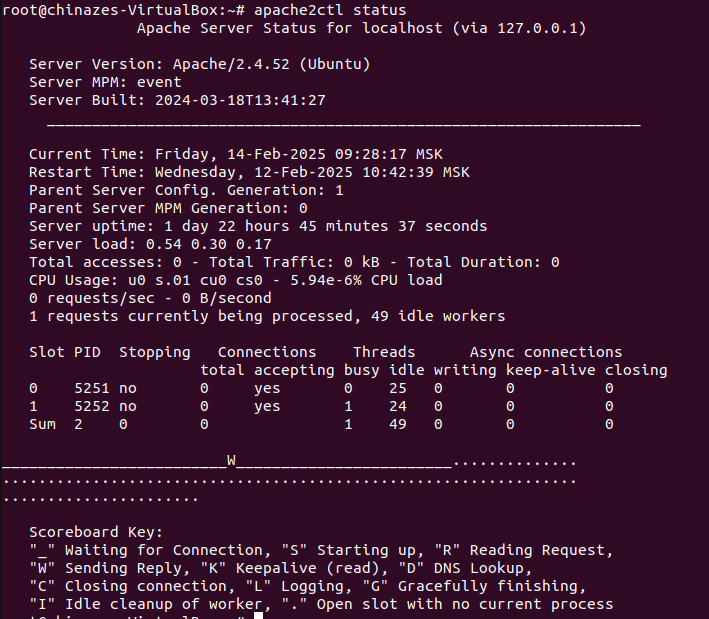 root@chinazes-VirtualBox:~# apache2ctl status
Apache Server Status for localhost (via 127.0.0.1)
Server Version: Apache/2.4.52 (Ubuntu)
Server MPM: event
Server Built: 2024-03-18T13:41:27
__________________________________________________________________
Current Time: Friday, 14-Feb-2025 09:28:17 MSK
Restart Time: Wednesday, 12-Feb-2025 10:42:39 MSK
Parent Server Config. Generation: 1
Parent Server MPM Generation: 0
Server uptime: 1 day 22 hours 45 minutes 37 seconds
Server load: 0.54 0.30 0.17
Total accesses: 0 - Total Traffic: 0 kB - Total Duration: 0
CPU Usage: u0 s.01 cu0 cs0 - 5.94e-6% CPU load
0 requests/sec - 0 B/second
1 requests currently being processed, 49 idle workers
Slot PID Stopping Connections Threads Async connections
total accepting busy idle writing keep-alive closing
0 5251 no 0 yes 0 25 0 0 0
1 5252 no 0 yes 1 24 0 0 0
Sum 2 0 0 1 49 0 0 0
_________________________W________________________..............
................................................................
......................
Scoreboard Key:
"_" Waiting for Connection, "S" Starting up, "R" Reading Request,
"W" Sending Reply, "K" Keepalive (read), "D" DNS Lookup,
"C" Closing connection, "L" Logging, "G" Gracefully finishing,
"I" Idle cleanup of worker, "." Open slot with no current process